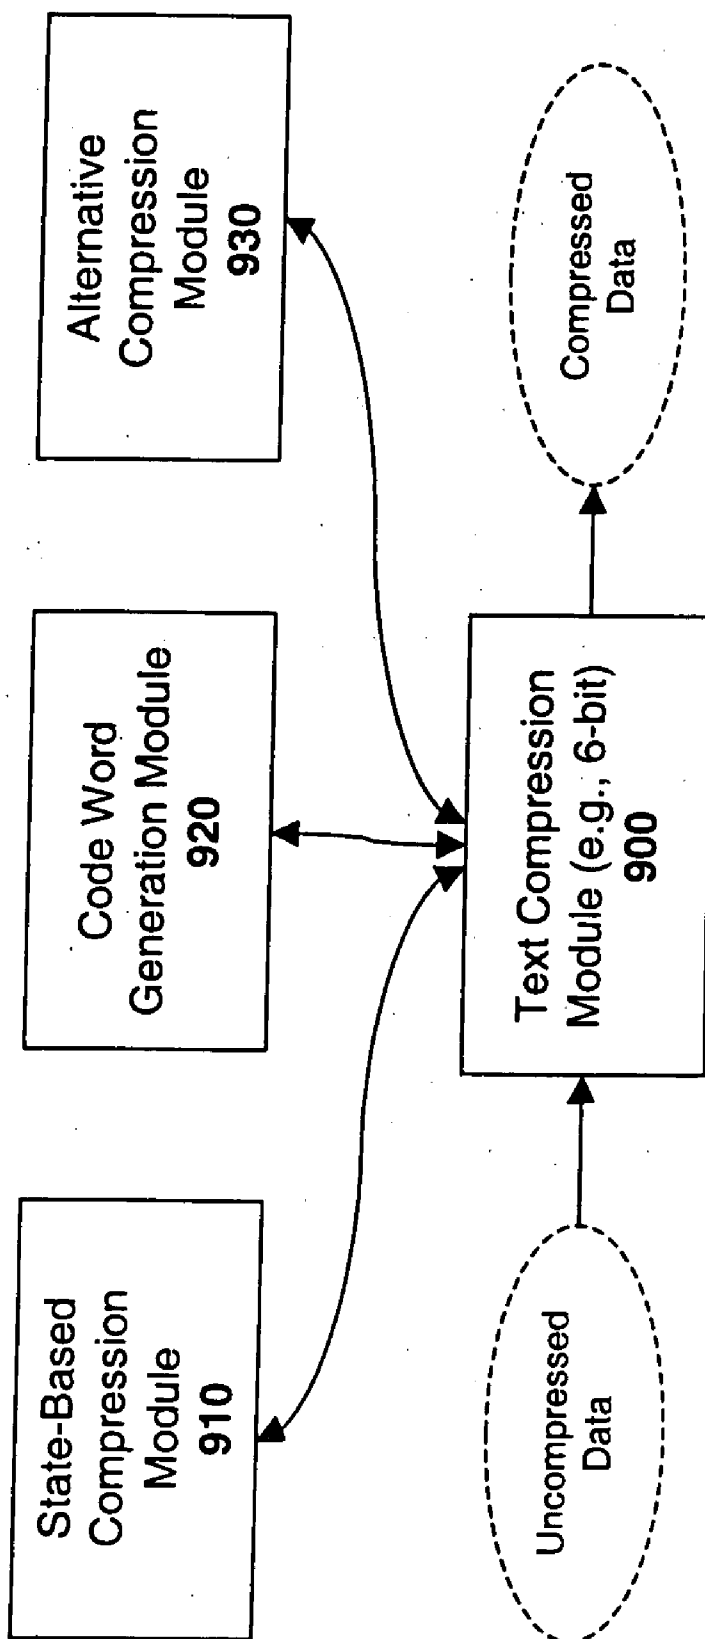 State-Based
Compression
Module
910
Code Word
Generation Module
920
Alternative
Compression
Module
930
Uncompressed
Data
Text Compression
Module (e.g., 6-bit)
900
Compressed
Data